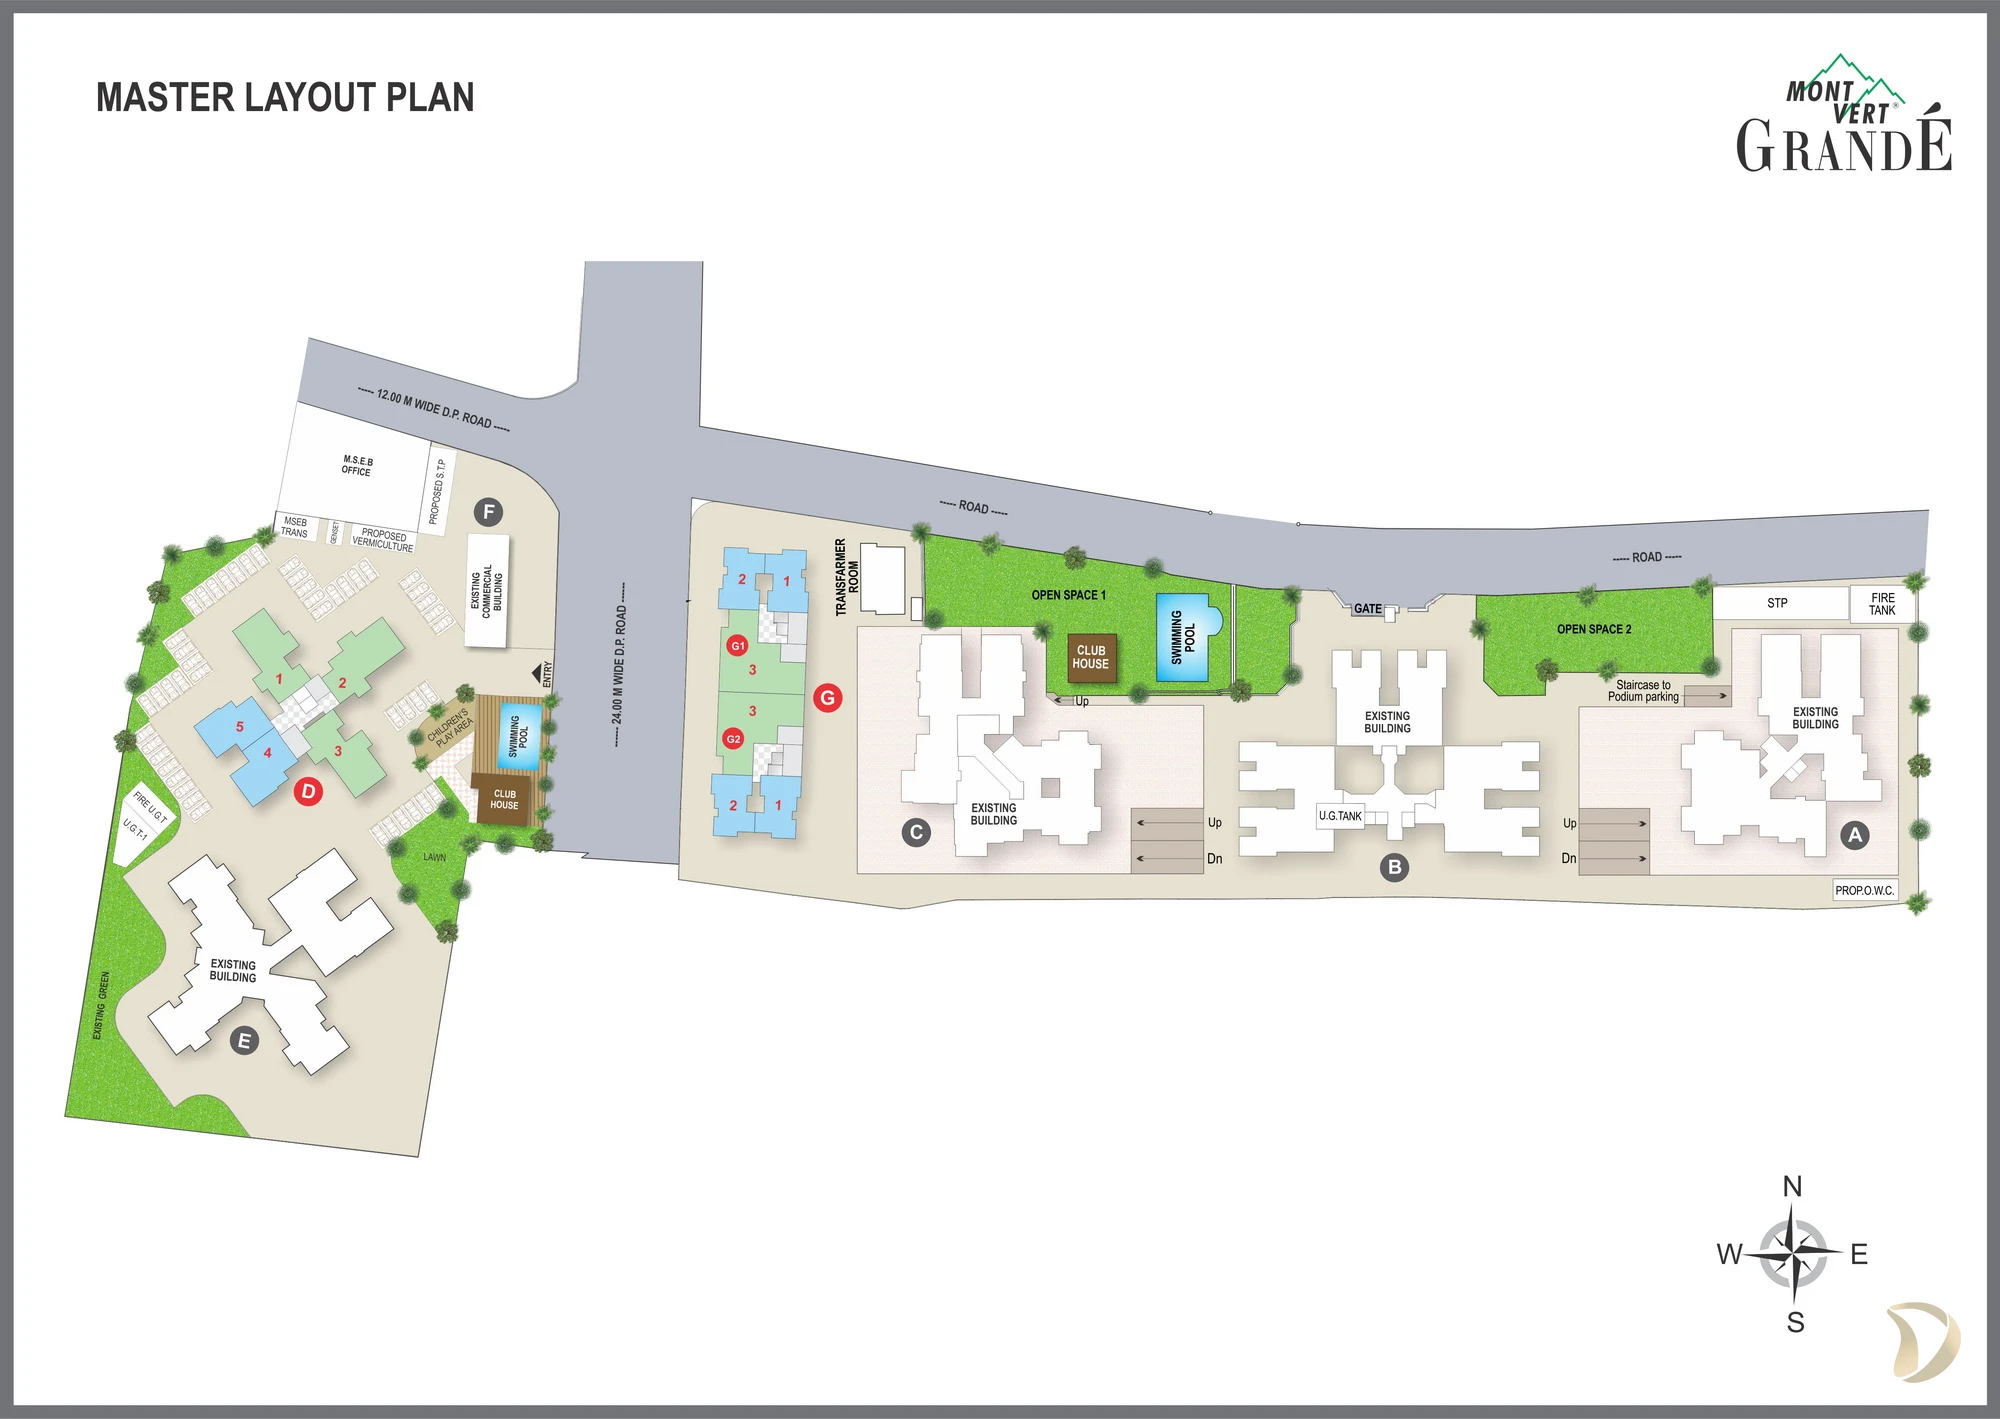 MASTER LAYOUT PLAN
MONT
VERT®
GRANDÉ
----- 12.00 M WIDE D.P. ROAD -----
M.S.E.B
OFFICE
PROPOSED S.T.P.
MSEB
TRANS
GENSET
PROPOSED
VERMICULTURE
F
EXISTING
COMMERCIAL
BUILDING
ENTRY
----- 24.00 M WIDE D.P. ROAD -----
1
2
3
4
5
D
CHILDREN'S
PLAY AREA
SWIMMING
POOL
CLUB
HOUSE
LAWN
FIRE U.G.T
U.G.T-1
EXISTING GREEN
EXISTING
BUILDING
E
2
1
G1
3
3
G2
2
1
G
TRANSFARMER
ROOM
----- ROAD -----
OPEN SPACE 1
CLUB
HOUSE
SWIMMING
POOL
Up
EXISTING
BUILDING
C
Up
Dn
GATE
EXISTING
BUILDING
U.G.TANK
B
----- ROAD -----
OPEN SPACE 2
STP
FIRE
TANK
Staircase to
Podium parking
EXISTING
BUILDING
Up
Dn
A
PROP.O.W.C.
N
W
E
S